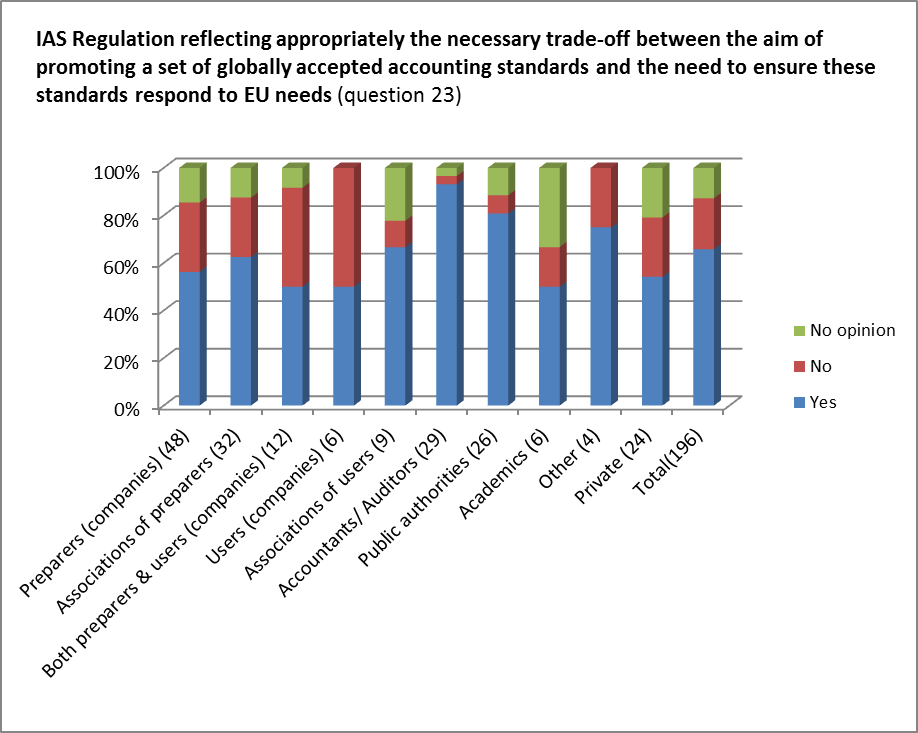 IAS Regulation reflecting appropriately the necessary trade-off between the aim of
promoting a set of globally accepted accounting standards and the need to ensure these
standards respond to EU needs (question 23)
100%
80%
60%
40%
20%
0%
No opinion
No
Yes
Preparers (companies) (48)
Associations of preparers (32)
Both preparers & users (companies) (12)
Users (companies) (6)
Associations of users (9)
Accountants/ Auditors (29)
Public authorities (26)
Academics (6)
Other (4)
Private (24)
Total(196)